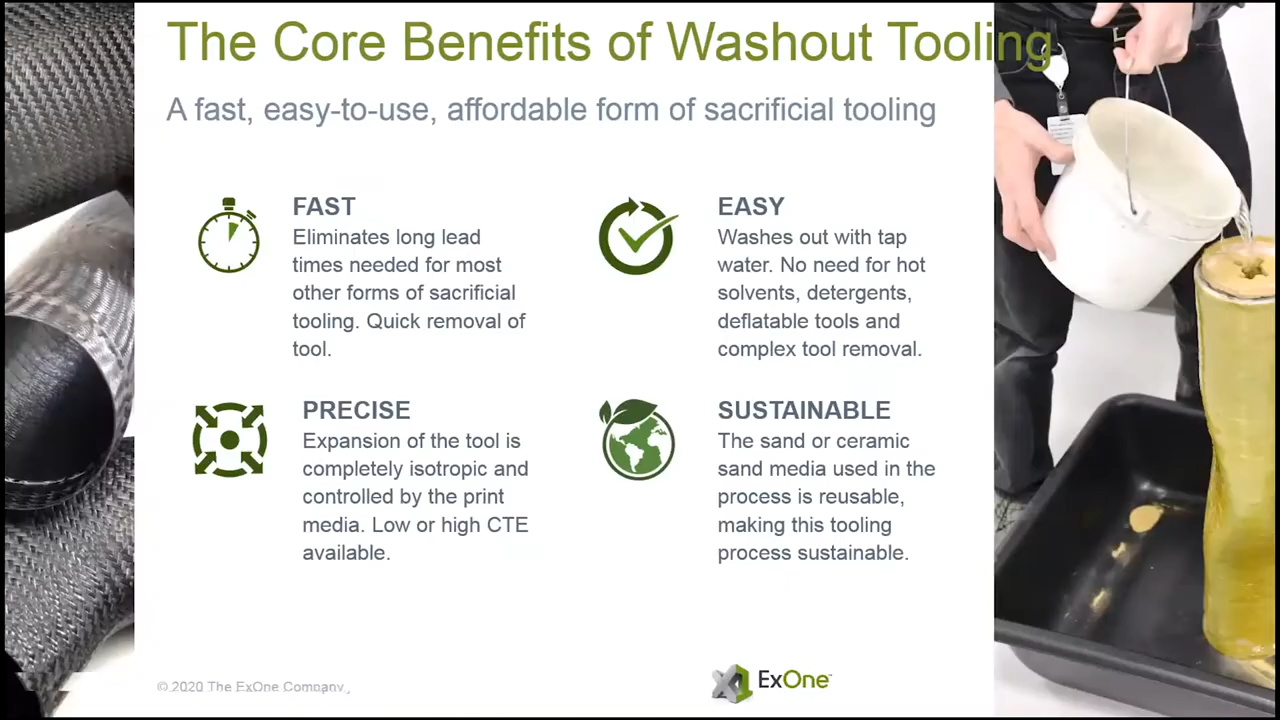 The Core Benefits of Washout Tooling
A fast, easy-to-use, affordable form of sacrificial tooling
FAST
Eliminates long lead
times needed for most
other forms of sacrificial
tooling. Quick removal of
tool.
EASY
Washes out with tap
water. No need for hot
solvents, detergents,
deflatable tools and
complex tool removal.
PRECISE
Expansion of the tool is
completely isotropic and
controlled by the print
media. Low or high CTE
available.
SUSTAINABLE
The sand or ceramic
sand media used in the
process is reusable,
making this tooling
process sustainable.
© 2020 The ExOne Company.
X1 ExOne™